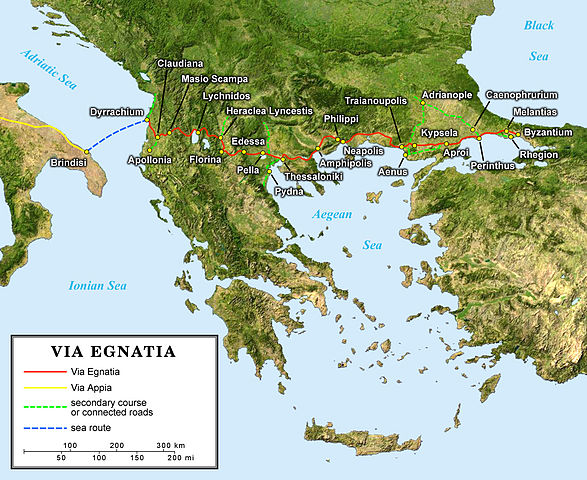 Black
Sea
Adriatic Sea
Claudiana
Masio Scampa
Lychnidos
Heraclea Lyncestis
Dyrrachium
Edessa
Brindisi
Apollonia
Florina
Pella
Thessaloniki
Pydna
Amphipolis
Philippi
Neapolis
Traianoupolis
Adrianople
Caenophrurium
Melantias
Kypsela
Byzantium
Aenus
Aproi
Perinthus
Rhegion
Aegean
Sea
Ionian Sea
VIA EGNATIA
Via Egnatia
Via Appia
secondary course
or connected roads
sea route
100 200 300 km
50 100 150 200 mi